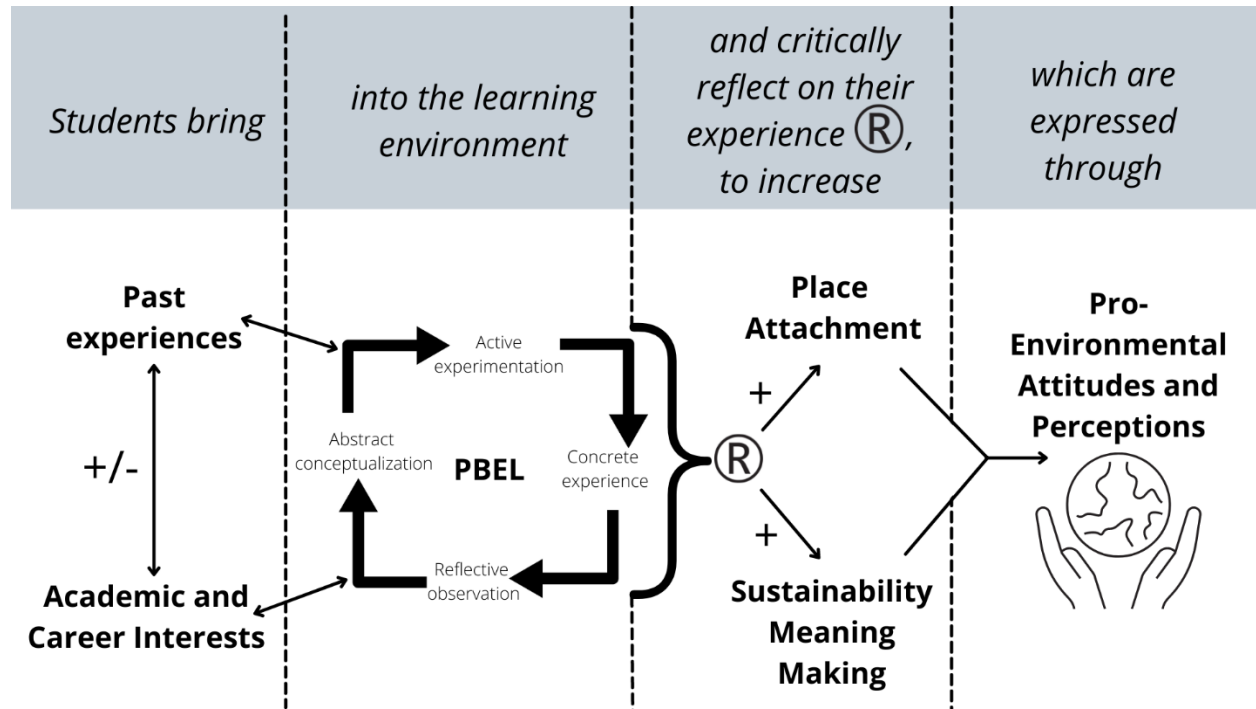 Students bring
into the learning
environment
and critically
reflect on their
experience Ⓡ,
to increase
which are
expressed
through
Past
experiences
+/-
Academic and
Career Interests
Active
experimentation
Abstract
conceptualization
PBEL
Concrete
experience
Reflective
observation
Ⓡ
+
+
Place
Attachment
Sustainability
Meaning
Making
Pro-
Environmental
Attitudes and
Perceptions